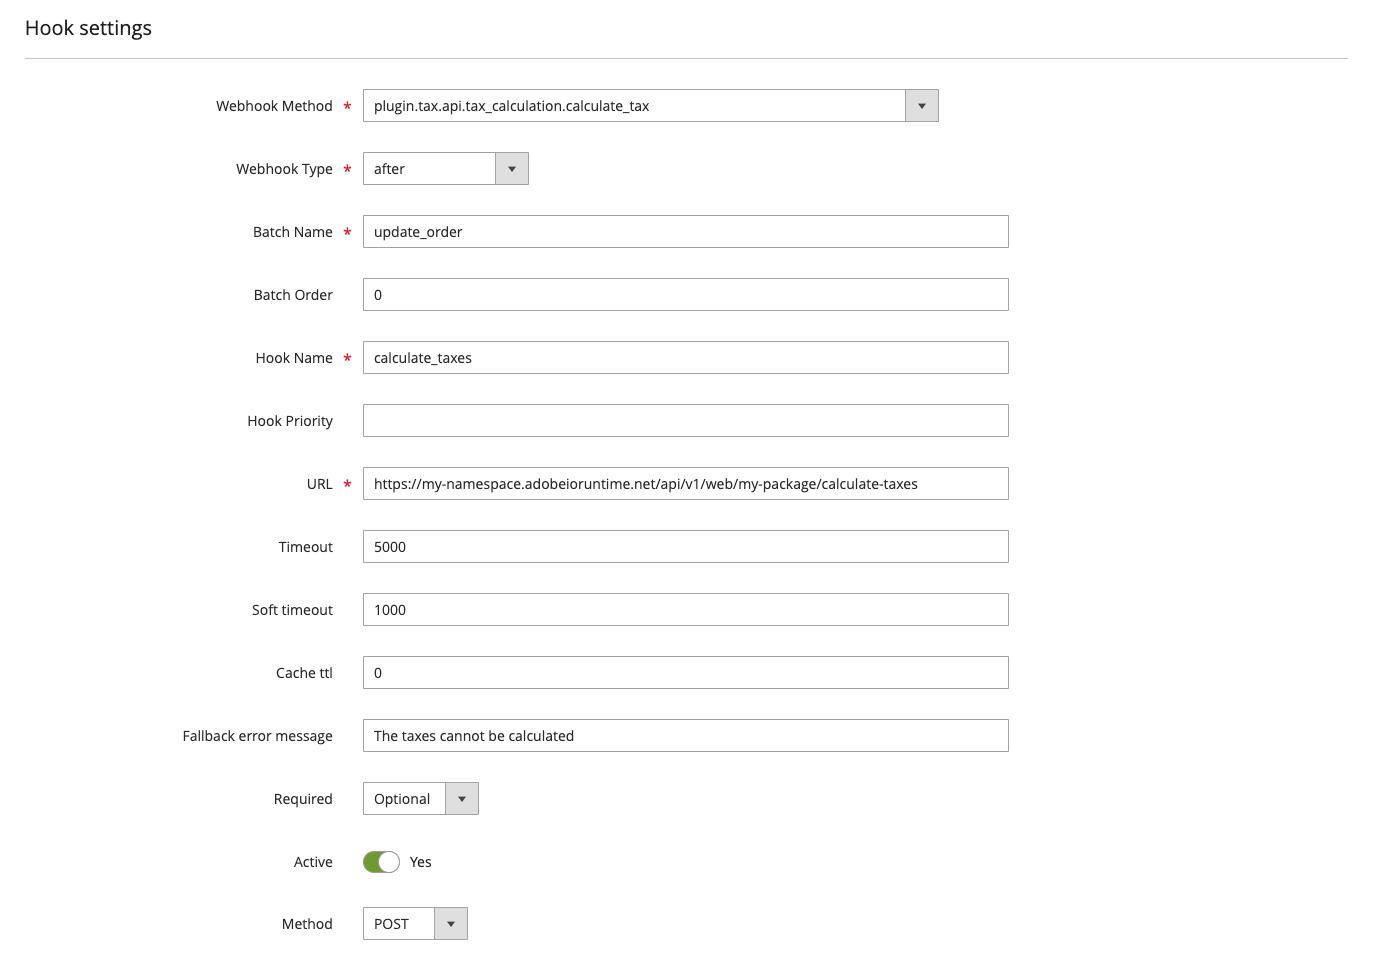 Hook settings
Webhook Method * plugin.tax.api.tax_calculation.calculate_tax
Webhook Type * after
Batch Name * update_order
Batch Order 0
Hook Name * calculate_taxes
Hook Priority
URL * https://my-namespace.adobeioruntime.net/api/v1/web/my-package/calculate-taxes
Timeout 5000
Soft timeout 1000
Cache ttl 0
Fallback error message The taxes cannot be calculated
Required Optional
Active Yes
Method POST